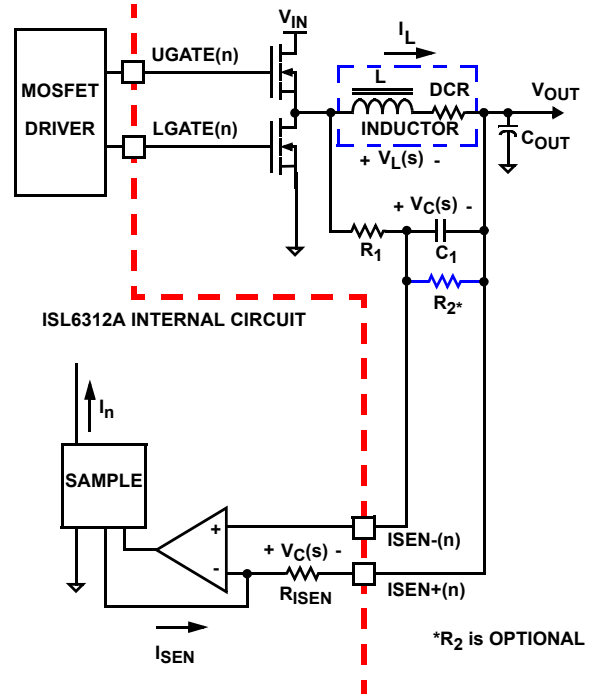 V_IN
I_L
UGATE(n)
L
DCR
V_OUT
MOSFET
DRIVER
LGATE(n)
INDUCTOR
C_OUT
+ V_L(s) -
+ V_C(s) -
R_1
C_1
R_2*
ISL6312A INTERNAL CIRCUIT
I_n
SAMPLE
+
ISEN-(n)
+ V_C(s) -
-
R_ISEN
ISEN+(n)
I_SEN
*R_2 is OPTIONAL